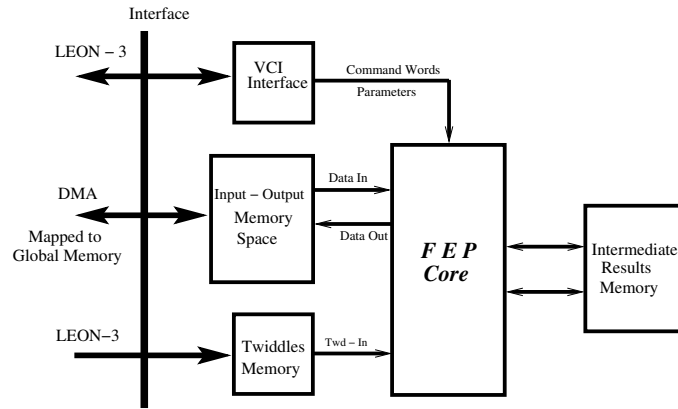 Interface
LEON - 3
VCI
Interface
Command Words
Parameters
DMA
Mapped to
Global Memory
Input - Output
Memory
Space
Data In
Data Out
F E P
Core
Intermediate
Results
Memory
LEON-3
Twiddles
Memory
Twd - In